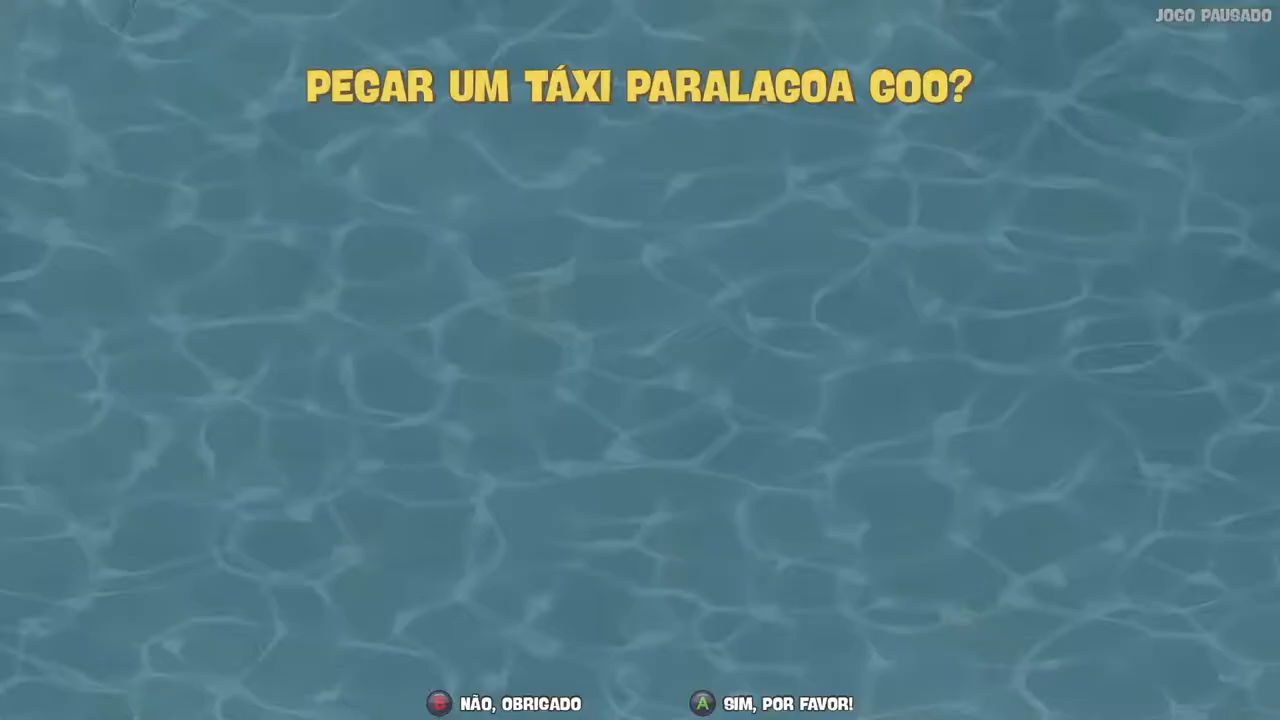 JOGO PAUSADO
PEGAR UM TÁXI PARALAGOA GOO?
B NÃO, OBRIGADO
A SIM, POR FAVOR!